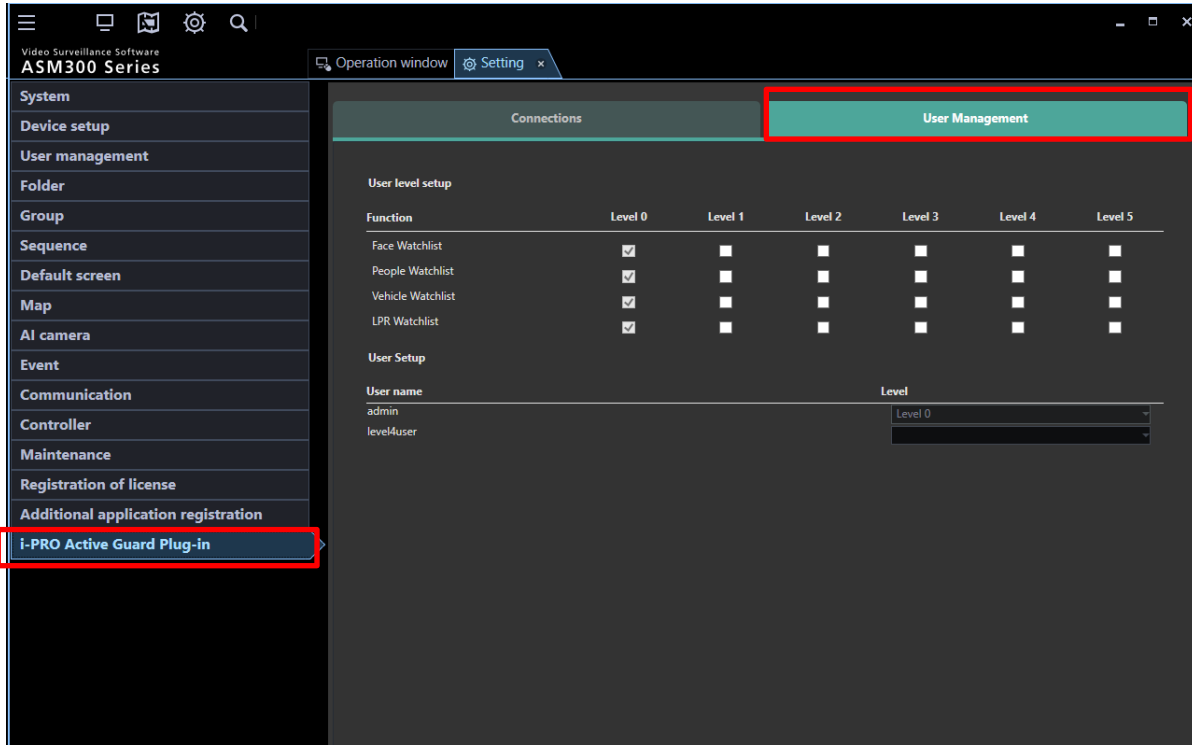 Video Surveillance Software
ASM300 Series
Operation window
Setting
System
Device setup
User management
Folder
Group
Sequence
Default screen
Map
AI camera
Event
Communication
Controller
Maintenance
Registration of license
Additional application registration
i-PRO Active Guard Plug-in
Connections
User Management
User level setup
Function Level 0 Level 1 Level 2 Level 3 Level 4 Level 5
Face Watchlist
People Watchlist
Vehicle Watchlist
LPR Watchlist
User Setup
User name Level
admin Level 0
level4user